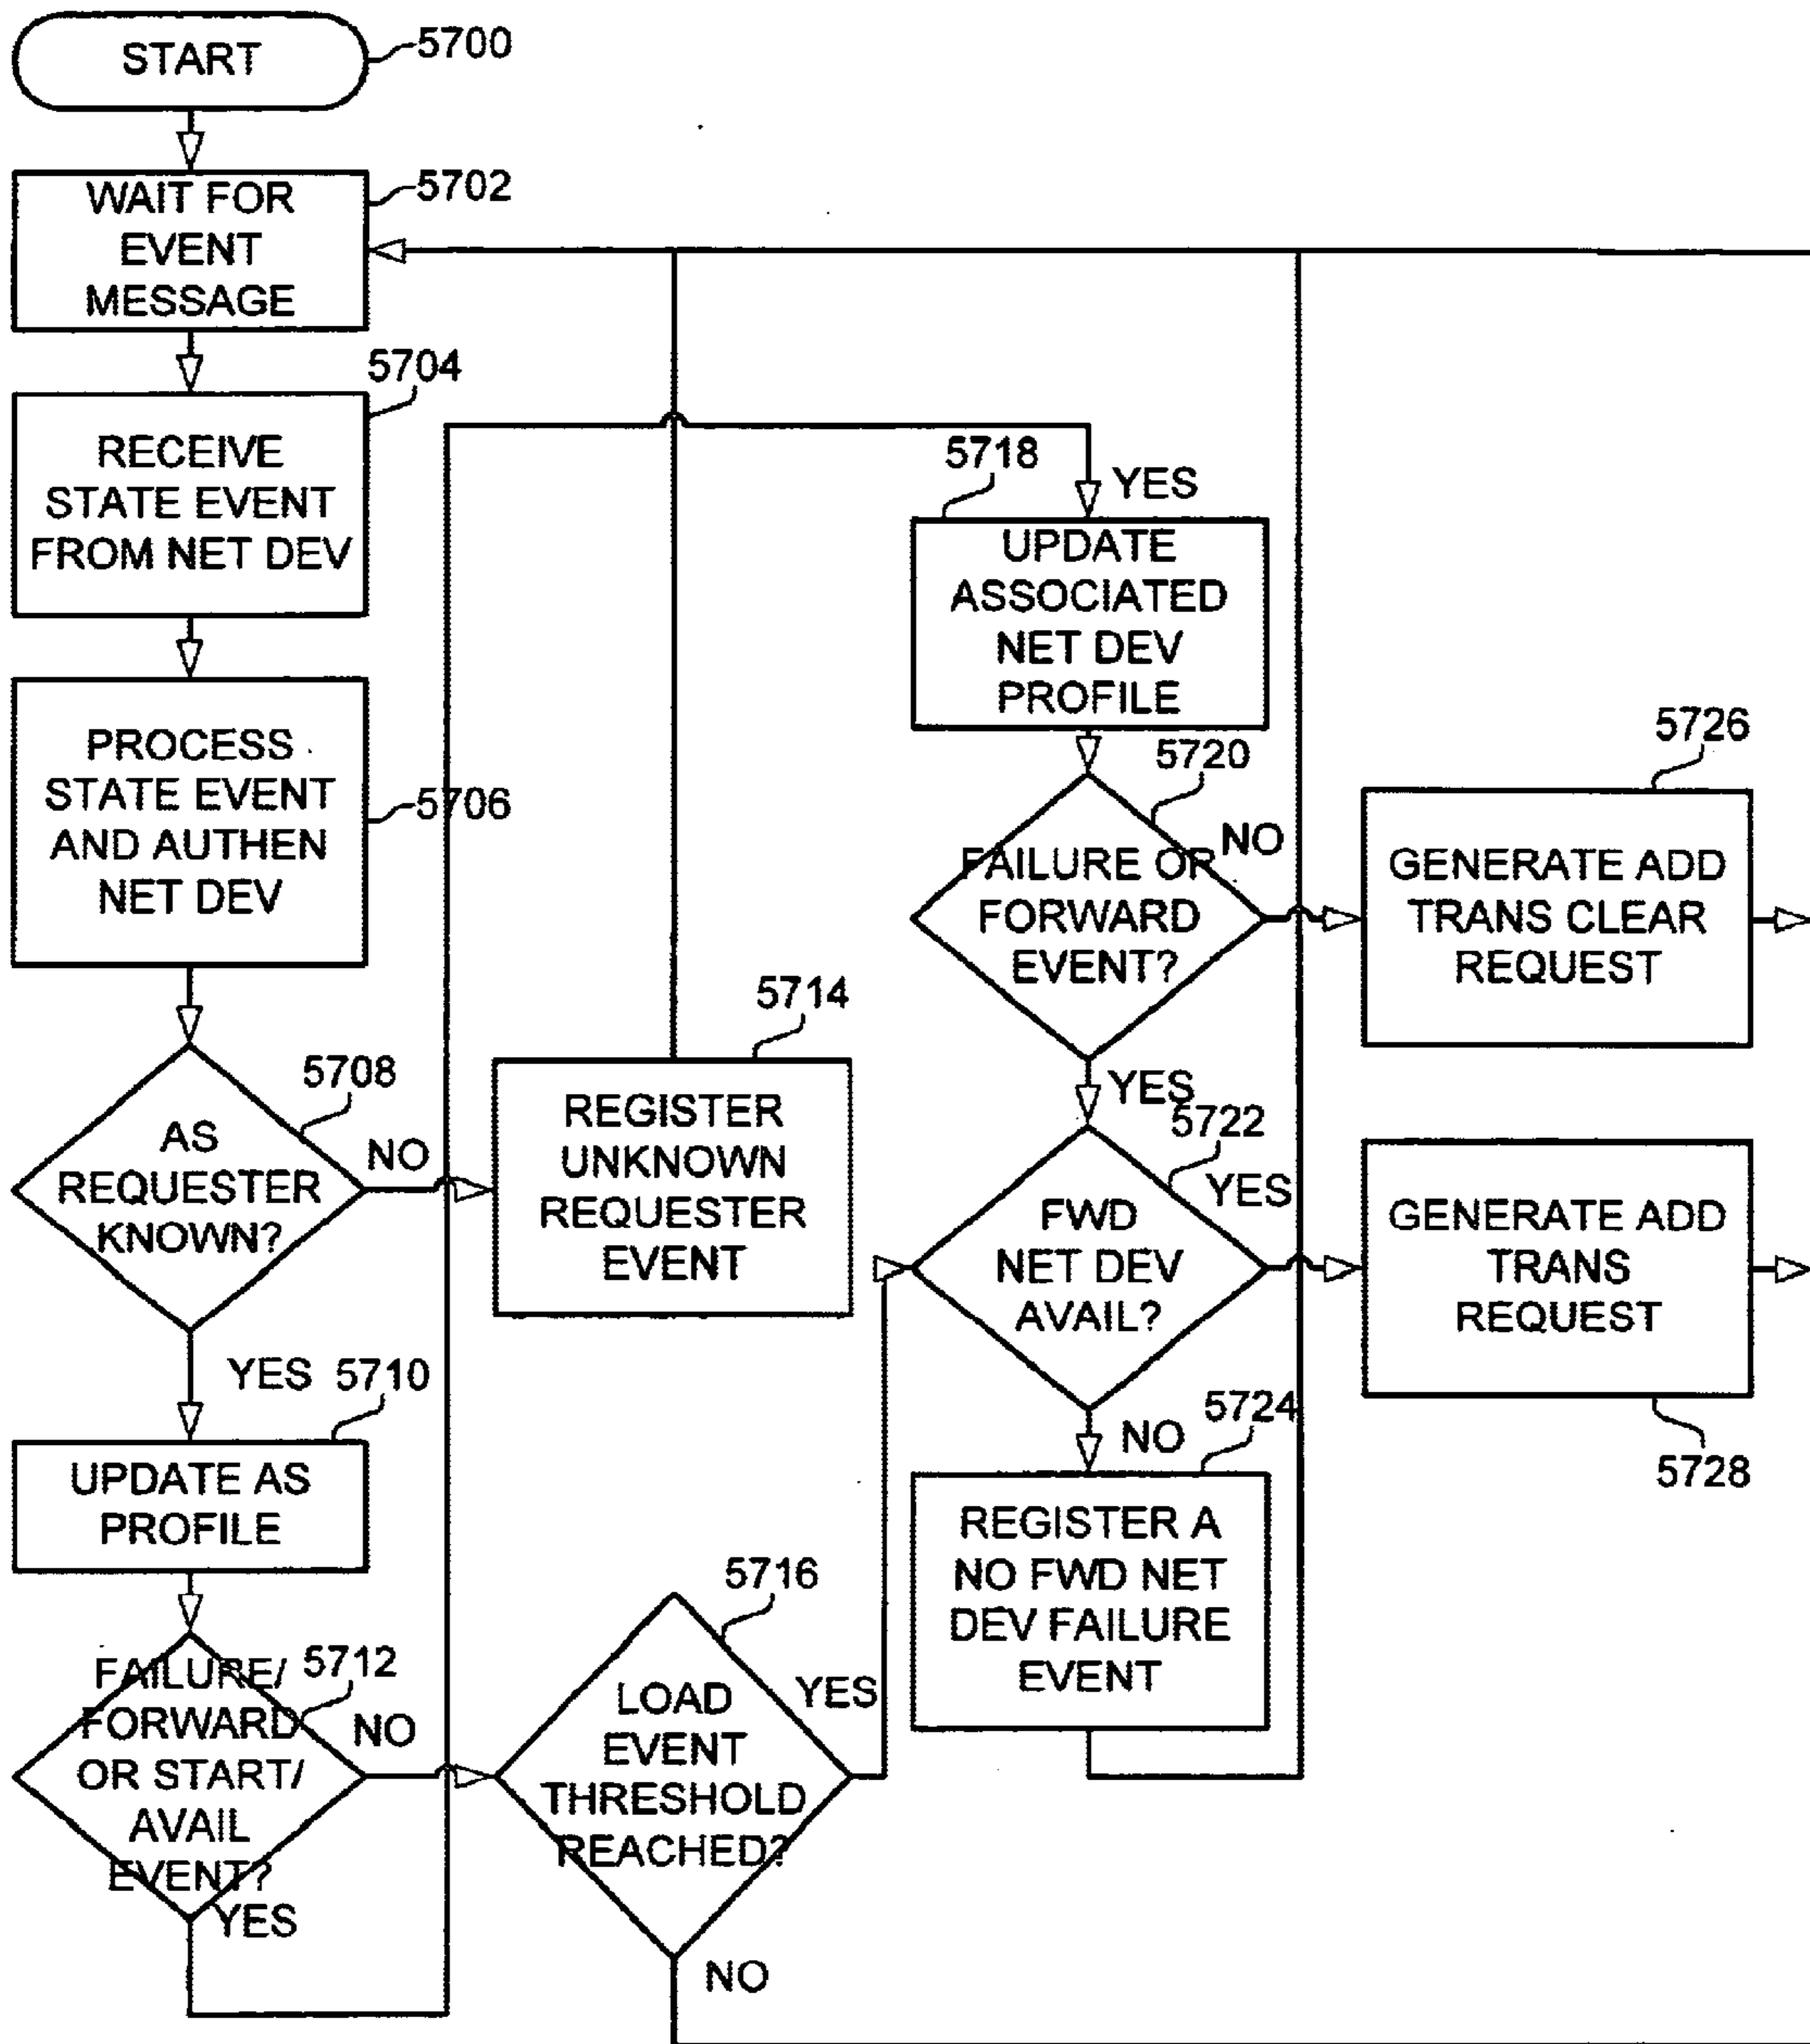 START
5700
WAIT FOR
EVENT
MESSAGE
5702
5704
RECEIVE
STATE EVENT
FROM NET DEV
PROCESS
STATE EVENT
AND AUTHEN
NET DEV
5706
5708
AS
REQUESTER
KNOWN?
NO
YES
5710
UPDATE AS
PROFILE
5712
FAILURE/
FORWARD
OR START/
AVAIL
EVENT?
NO
YES
5714
REGISTER
UNKNOWN
REQUESTER
EVENT
5716
LOAD
EVENT
THRESHOLD
REACHED?
YES
NO
5718
YES
UPDATE
ASSOCIATED
NET DEV
PROFILE
5720
FAILURE OR
FORWARD
EVENT?
NO
YES
5722
FWD
NET DEV
AVAIL?
YES
NO
5724
REGISTER A
NO FWD NET
DEV FAILURE
EVENT
5726
GENERATE ADD
TRANS CLEAR
REQUEST
GENERATE ADD
TRANS
REQUEST
5728